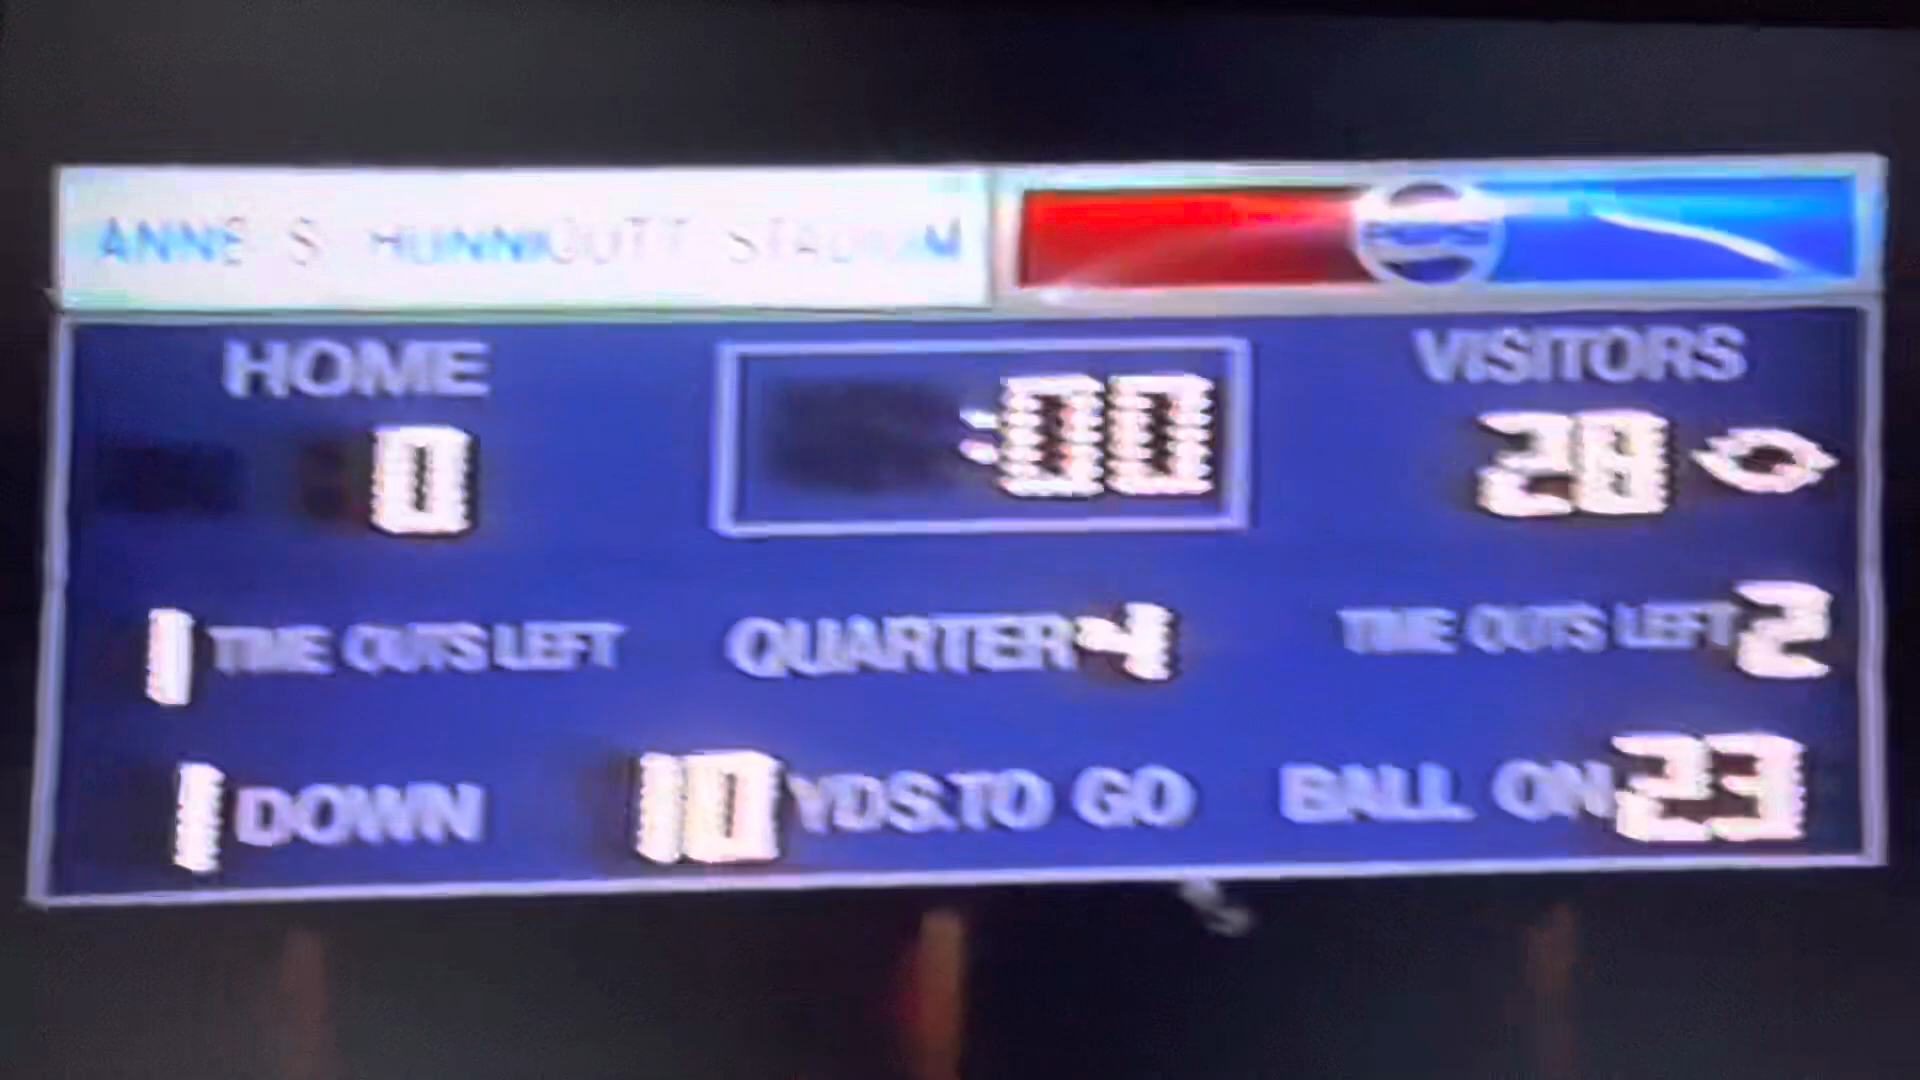 ANNE S. HUNNICUTT STADIUM PEPSI
HOME VISITORS
0 :00 28
1 TIME OUTS LEFT QUARTER 4 TIME OUTS LEFT 2
1 DOWN 10 YDS. TO GO BALL ON 23